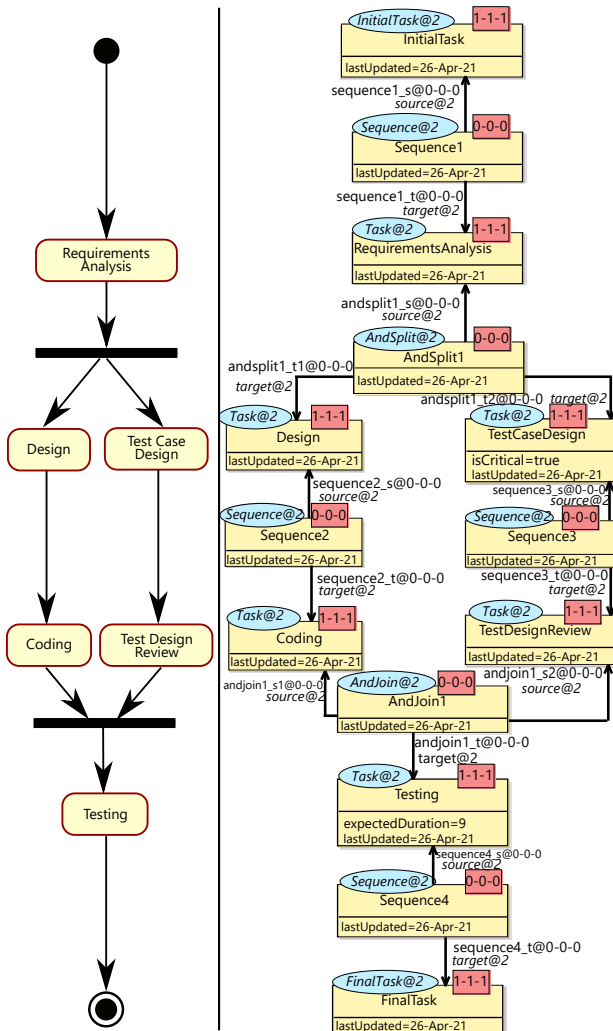 Requirements
Analysis
Design
Test Case
Design
Coding
Test Design
Review
Testing
InitialTask@2
1-1-1
InitialTask
lastUpdated=26-Apr-21
sequence1_s@0-0-0
source@2
Sequence@2
0-0-0
Sequence1
lastUpdated=26-Apr-21
sequence1_t@0-0-0
target@2
Task@2
1-1-1
RequirementsAnalysis
lastUpdated=26-Apr-21
andsplit1_s@0-0-0
source@2
AndSplit@2
0-0-0
AndSplit1
lastUpdated=26-Apr-21
andsplit1_t1@0-0-0
target@2
andsplit1_t2@0-0-0 target@2
Task@2
1-1-1
Design
lastUpdated=26-Apr-21
Task@2
1-1-1
TestCaseDesign
isCritical=true
lastUpdated=26-Apr-21
sequence2_s@0-0-0
source@2
sequence3_s@0-0-0
source@2
Sequence@2
0-0-0
Sequence2
lastUpdated=26-Apr-21
Sequence@2
0-0-0
Sequence3
lastUpdated=26-Apr-21
sequence2_t@0-0-0
target@2
sequence3_t@0-0-0
target@2
Task@2
1-1-1
Coding
lastUpdated=26-Apr-21
Task@2
1-1-1
TestDesignReview
lastUpdated=26-Apr-21
andjoin1_s1@0-0-0
source@2
andjoin1_s2@0-0-0
source@2
AndJoin@2
0-0-0
AndJoin1
lastUpdated=26-Apr-21
andjoin1_t@0-0-0
target@2
Task@2
1-1-1
Testing
expectedDuration=9
lastUpdated=26-Apr-21
sequence4_s@0-0-0
source@2
Sequence@2
0-0-0
Sequence4
lastUpdated=26-Apr-21
sequence4_t@0-0-0
target@2
FinalTask@2
1-1-1
FinalTask
lastUpdated=26-Apr-21